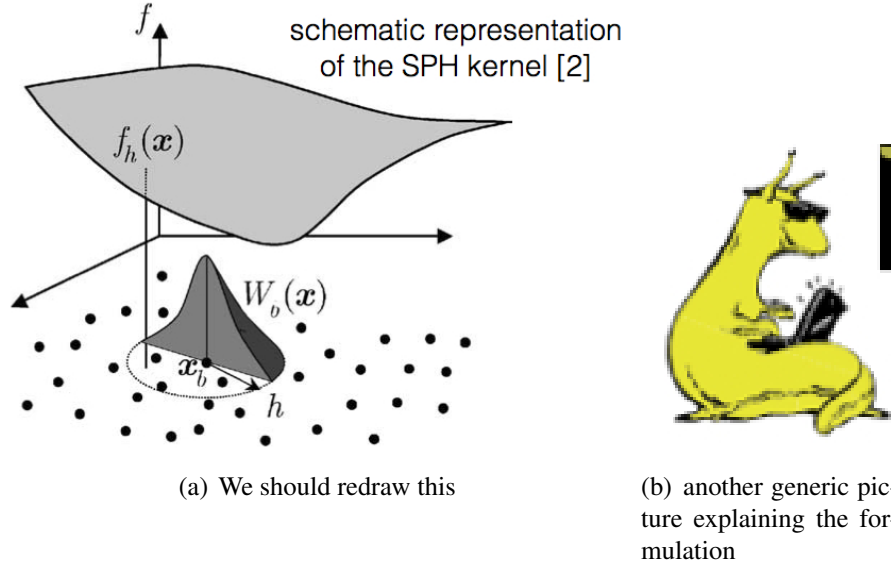 f
schematic representation
of the SPH kernel [2]
f_h(x)
W_b(x)
x_b
h
(a) We should redraw this
(b) another generic pic-
ture explaining the for-
mulation